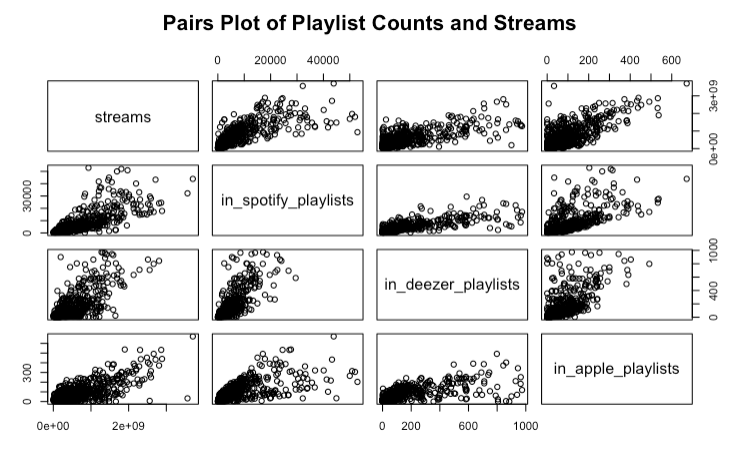 Pairs Plot of Playlist Counts and Streams
0 20000 40000
0 200 400 600
streams
0e+00 3e+09
0 30000
in_spotify_playlists
in_deezer_playlists
0 400 1000
0 300
in_apple_playlists
0e+00 2e+09
0 200 600 1000